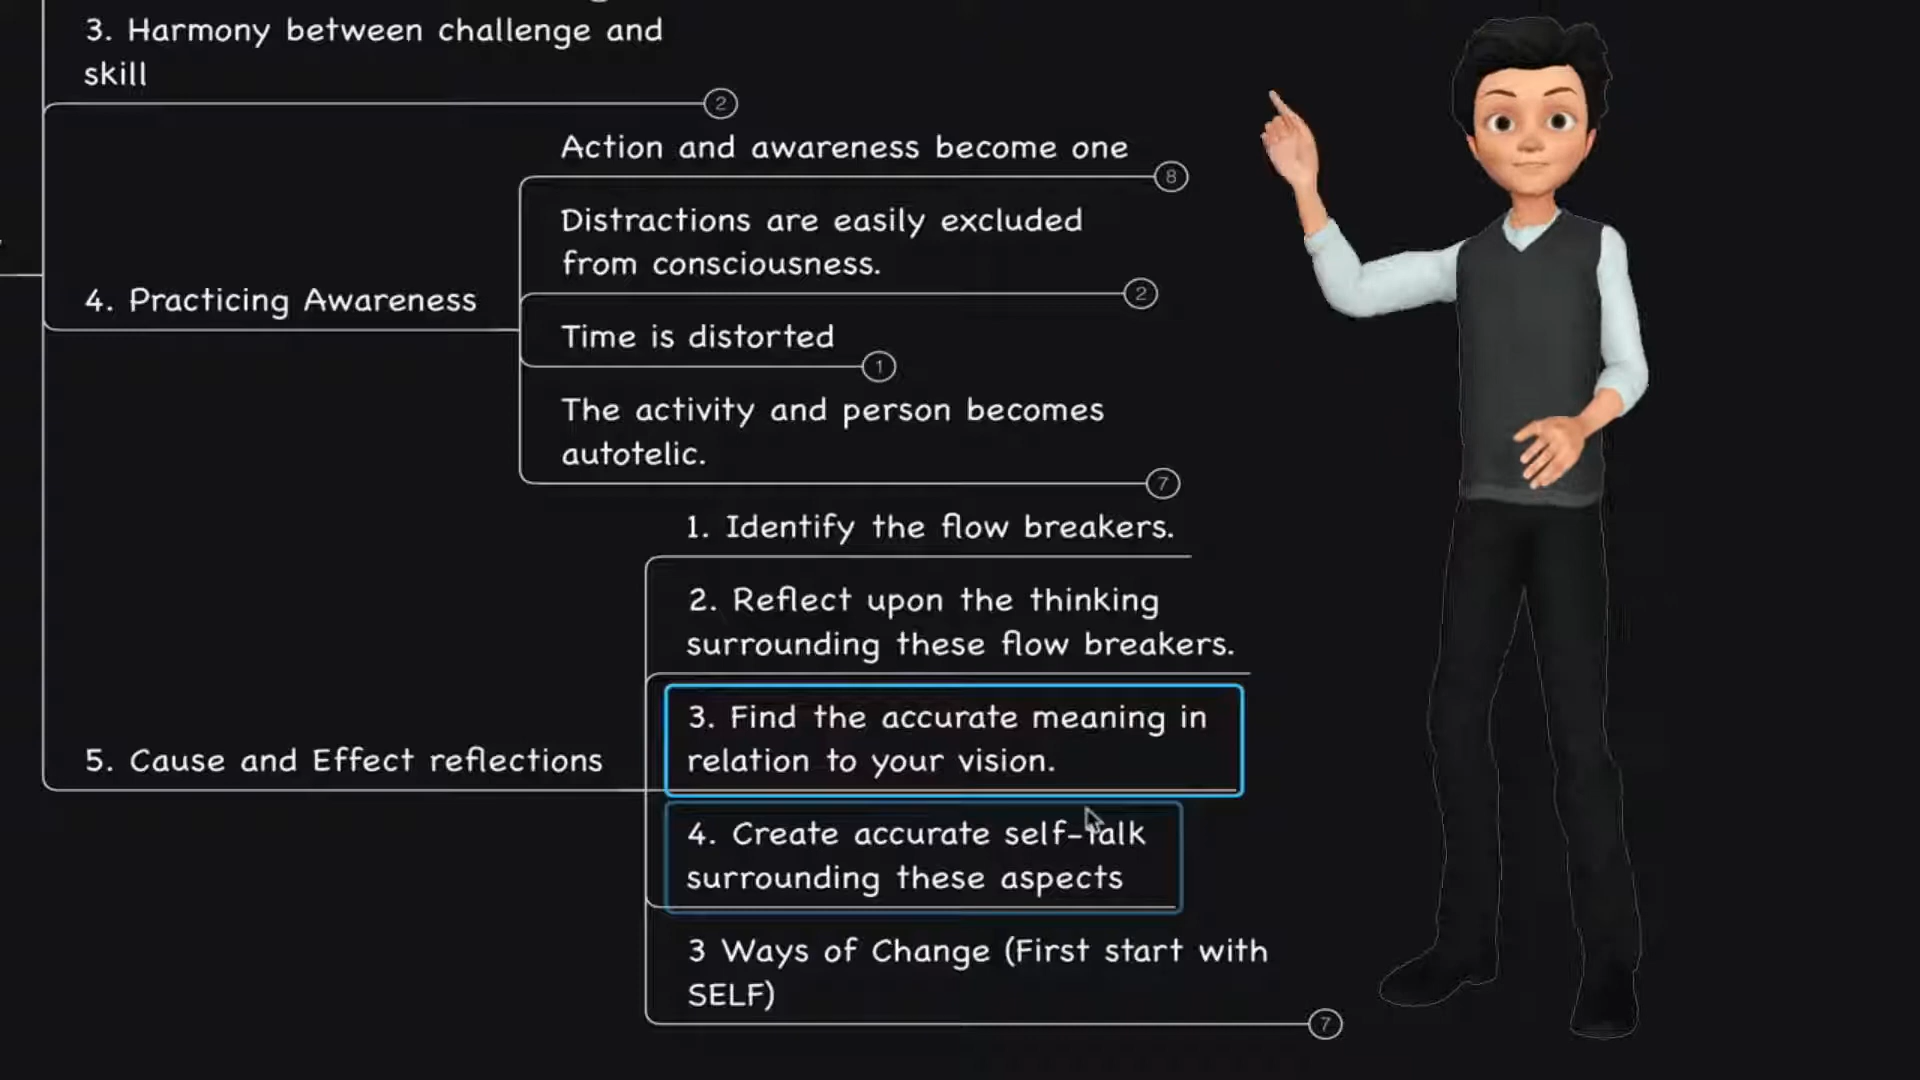 3. Harmony between challenge and
skill
2
Action and awareness become one
8
Distractions are easily excluded
from consciousness.
2
4. Practicing Awareness
Time is distorted
1
The activity and person becomes
autotelic.
7
1. Identify the flow breakers.
2. Reflect upon the thinking
surrounding these flow breakers.
3. Find the accurate meaning in
relation to your vision.
5. Cause and Effect reflections
4. Create accurate self-talk
surrounding these aspects
3 Ways of Change (First start with
SELF)
7